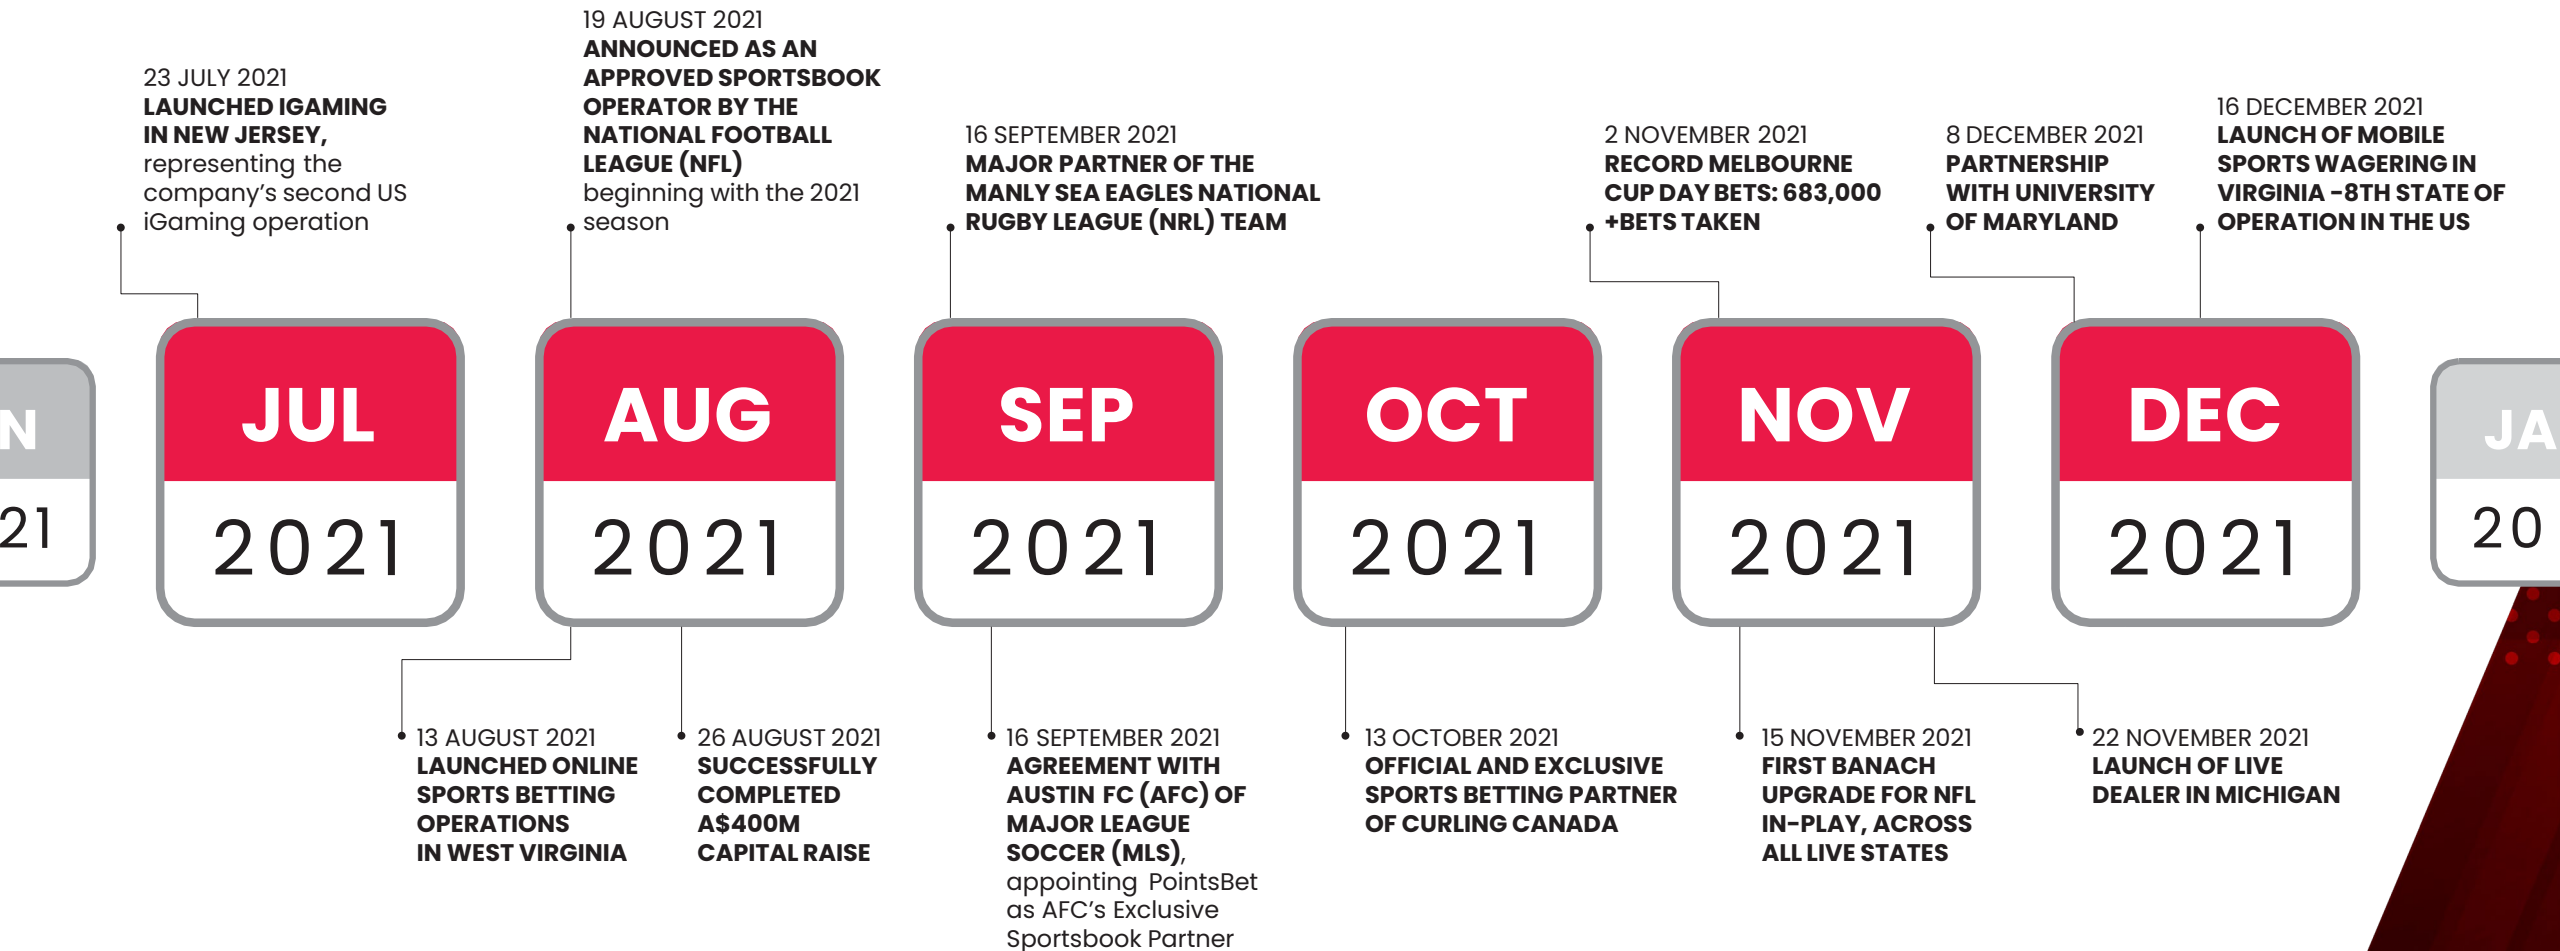 19 AUGUST 2021
ANNOUNCED AS AN
APPROVED SPORTSBOOK
OPERATOR BY THE
NATIONAL FOOTBALL
LEAGUE (NFL)
beginning with the 2021
season
23 JULY 2021
LAUNCHED IGAMING
IN NEW JERSEY,
representing the
company's second US
iGaming operation
16 SEPTEMBER 2021
MAJOR PARTNER OF THE
MANLY SEA EAGLES NATIONAL
RUGBY LEAGUE (NRL) TEAM
2 NOVEMBER 2021
RECORD MELBOURNE
CUP DAY BETS: 683,000
+BETS TAKEN
8 DECEMBER 2021
PARTNERSHIP
WITH UNIVERSITY
OF MARYLAND
16 DECEMBER 2021
LAUNCH OF MOBILE
SPORTS WAGERING IN
VIRGINIA -8TH STATE OF
OPERATION IN THE US
N
21
JUL
2021
AUG
2021
SEP
2021
OCT
2021
NOV
2021
DEC
2021
JA
20
13 AUGUST 2021
LAUNCHED ONLINE
SPORTS BETTING
OPERATIONS
IN WEST VIRGINIA
26 AUGUST 2021
SUCCESSFULLY
COMPLETED
A$400M
CAPITAL RAISE
16 SEPTEMBER 2021
AGREEMENT WITH
AUSTIN FC (AFC) OF
MAJOR LEAGUE
SOCCER (MLS),
appointing PointsBet
as AFC's Exclusive
Sportsbook Partner
13 OCTOBER 2021
OFFICIAL AND EXCLUSIVE
SPORTS BETTING PARTNER
OF CURLING CANADA
15 NOVEMBER 2021
FIRST BANACH
UPGRADE FOR NFL
IN-PLAY, ACROSS
ALL LIVE STATES
22 NOVEMBER 2021
LAUNCH OF LIVE
DEALER IN MICHIGAN